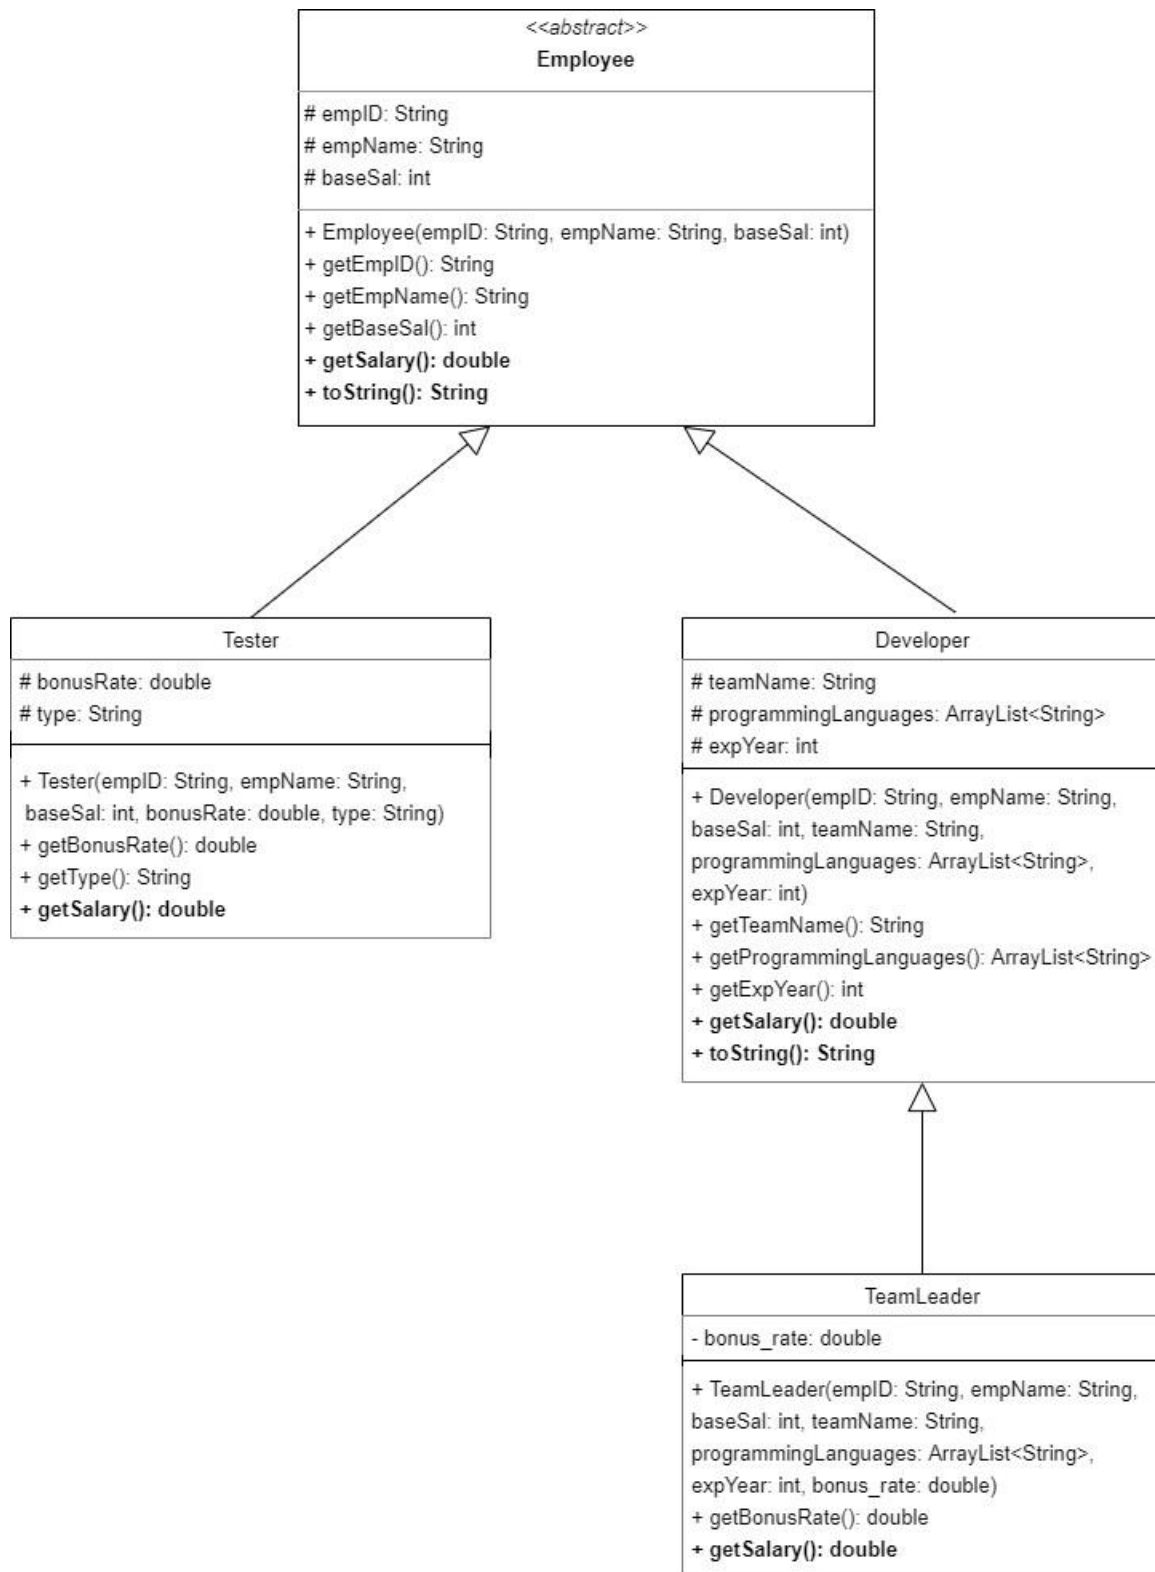 <<abstract>>
Employee
# empID: String
# empName: String
# baseSal: int
+ Employee(empID: String, empName: String, baseSal: int)
+ getEmpID(): String
+ getEmpName(): String
+ getBaseSal(): int
+ getSalary(): double
+ toString(): String
Tester
# bonusRate: double
# type: String
+ Tester(empID: String, empName: String,
baseSal: int, bonusRate: double, type: String)
+ getBonusRate(): double
+ getType(): String
+ getSalary(): double
Developer
# teamName: String
# programmingLanguages: ArrayList<String>
# expYear: int
+ Developer(empID: String, empName: String,
baseSal: int, teamName: String,
programmingLanguages: ArrayList<String>,
expYear: int)
+ getTeamName(): String
+ getProgrammingLanguages(): ArrayList<String>
+ getExpYear(): int
+ getSalary(): double
+ toString(): String
TeamLeader
- bonus_rate: double
+ TeamLeader(empID: String, empName: String,
baseSal: int, teamName: String,
programmingLanguages: ArrayList<String>,
expYear: int, bonus_rate: double)
+ getBonusRate(): double
+ getSalary(): double